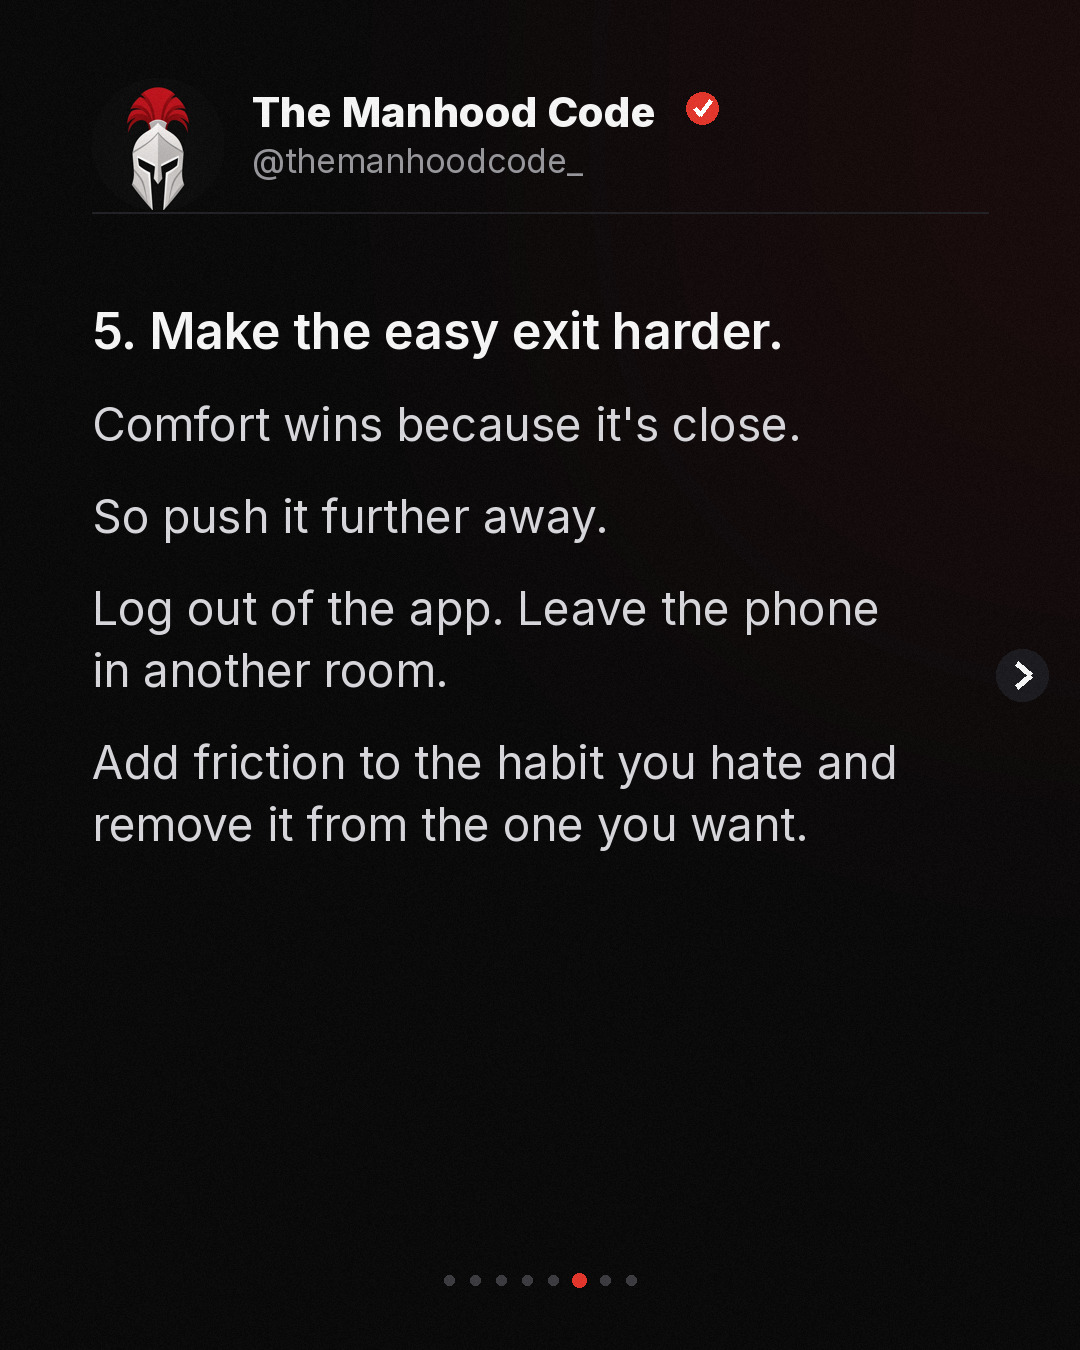 The Manhood Code
@themanhoodcode_
5. Make the easy exit harder.
Comfort wins because it's close.
So push it further away.
Log out of the app. Leave the phone
in another room.
Add friction to the habit you hate and
remove it from the one you want.